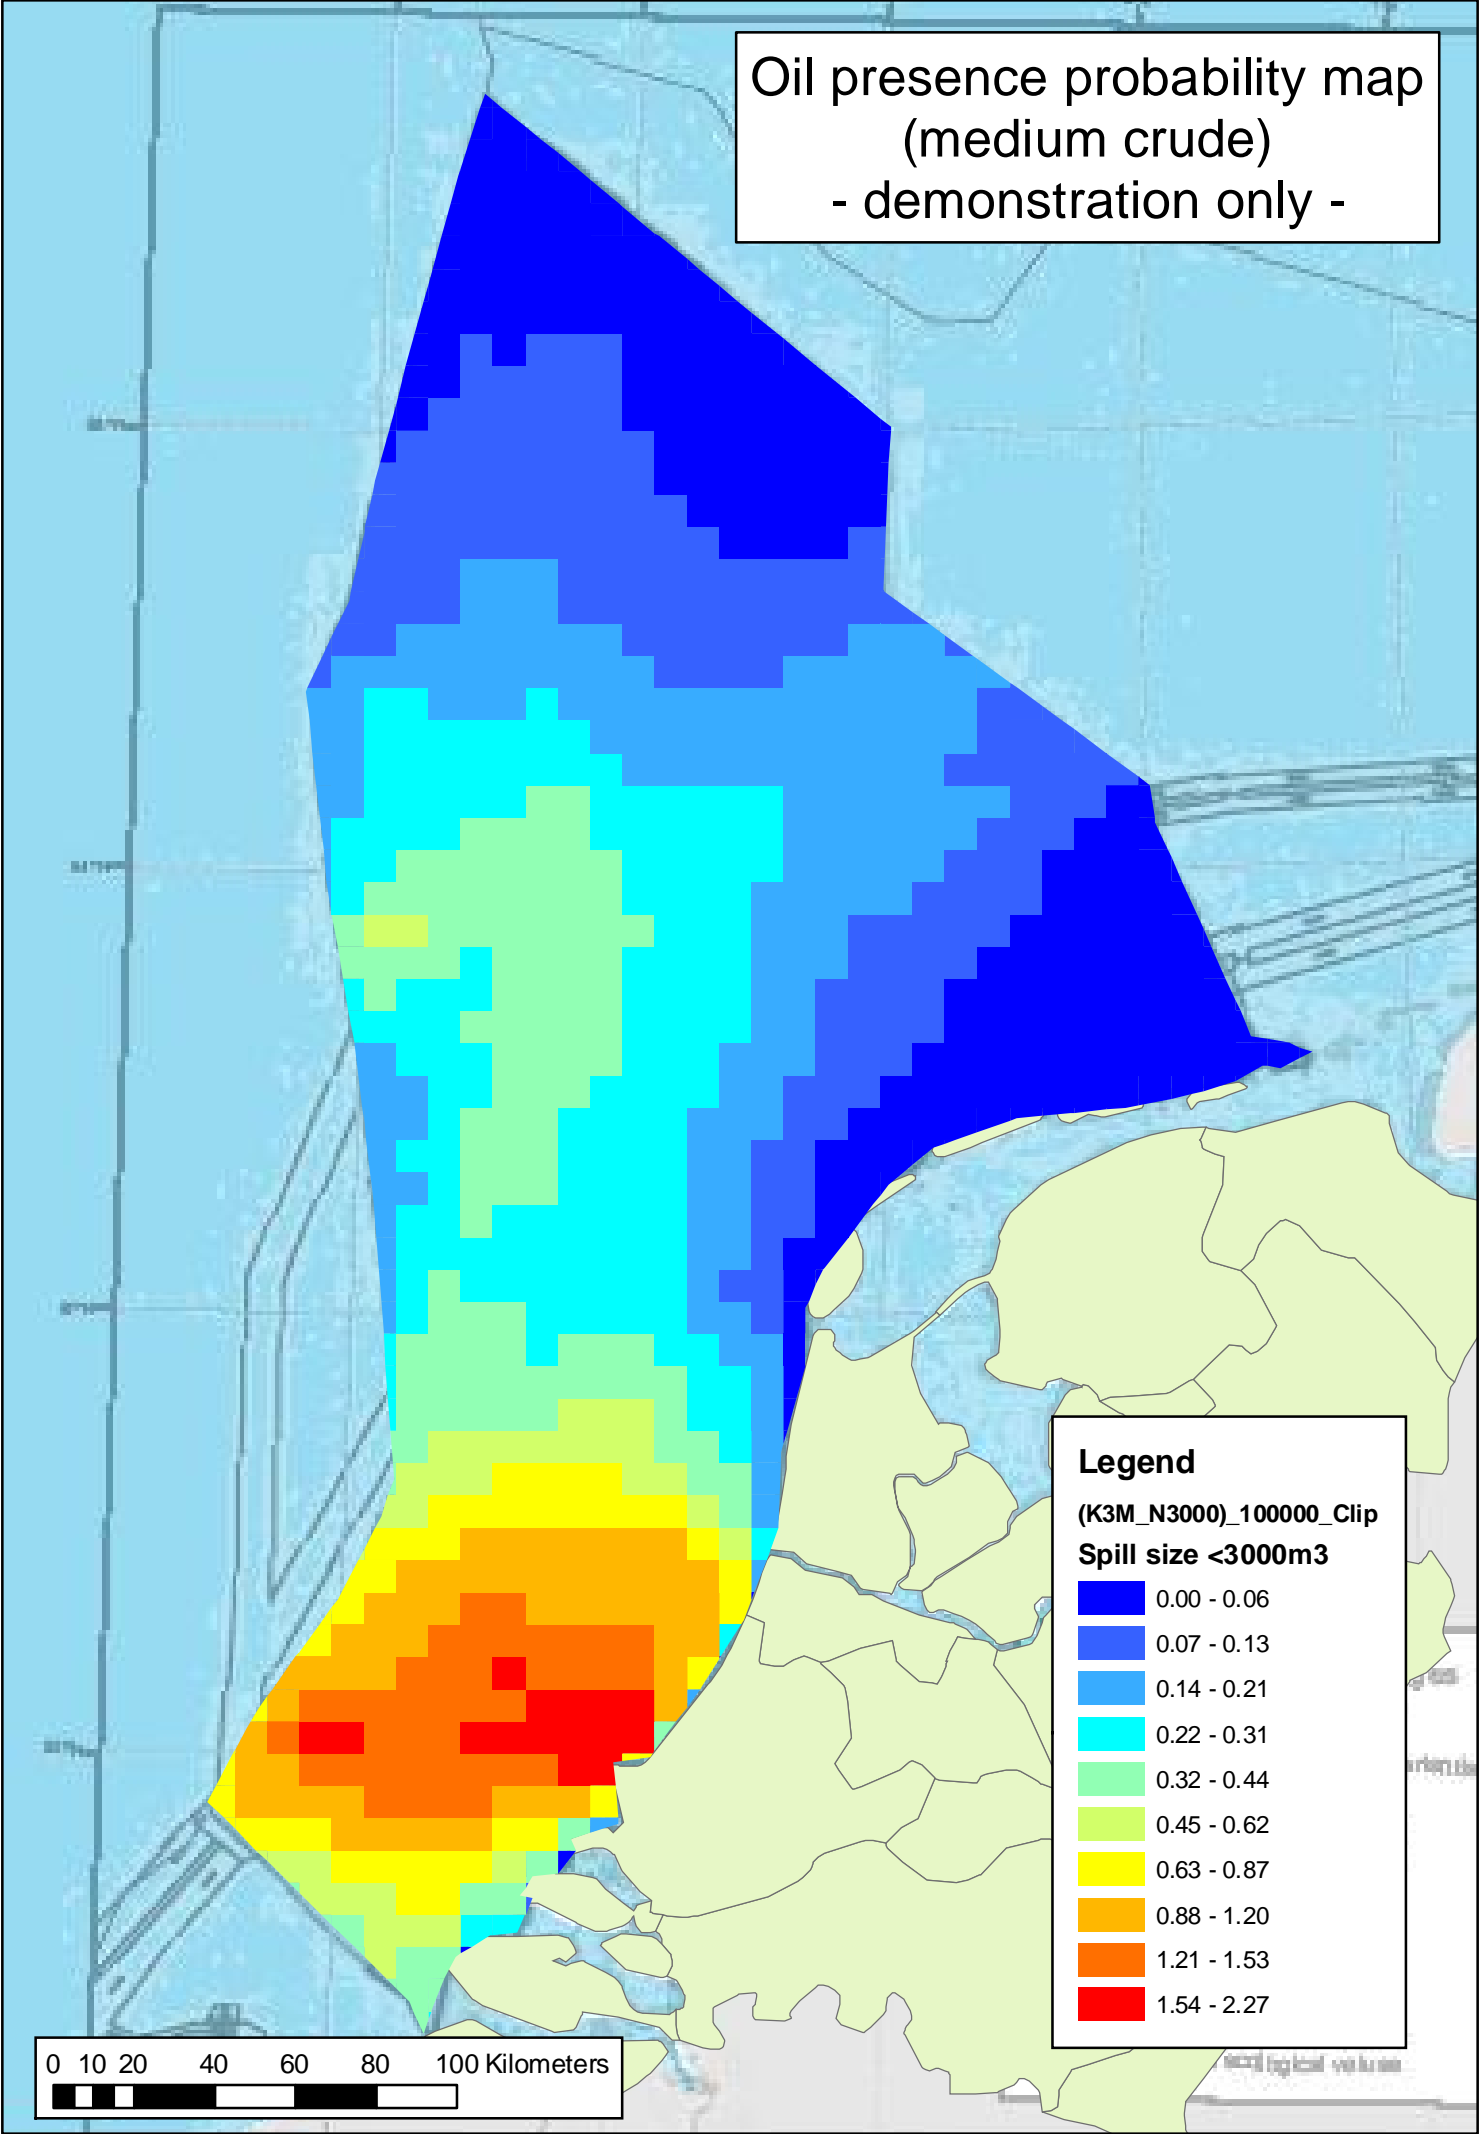 Oil presence probability map
(medium crude)
- demonstration only -
Legend
(K3M_N3000)_100000_Clip
Spill size <3000m3
0.00 - 0.06
0.07 - 0.13
0.14 - 0.21
0.22 - 0.31
0.32 - 0.44
0.45 - 0.62
0.63 - 0.87
0.88 - 1.20
1.21 - 1.53
1.54 - 2.27
0 10 20 40 60 80 100 Kilometers